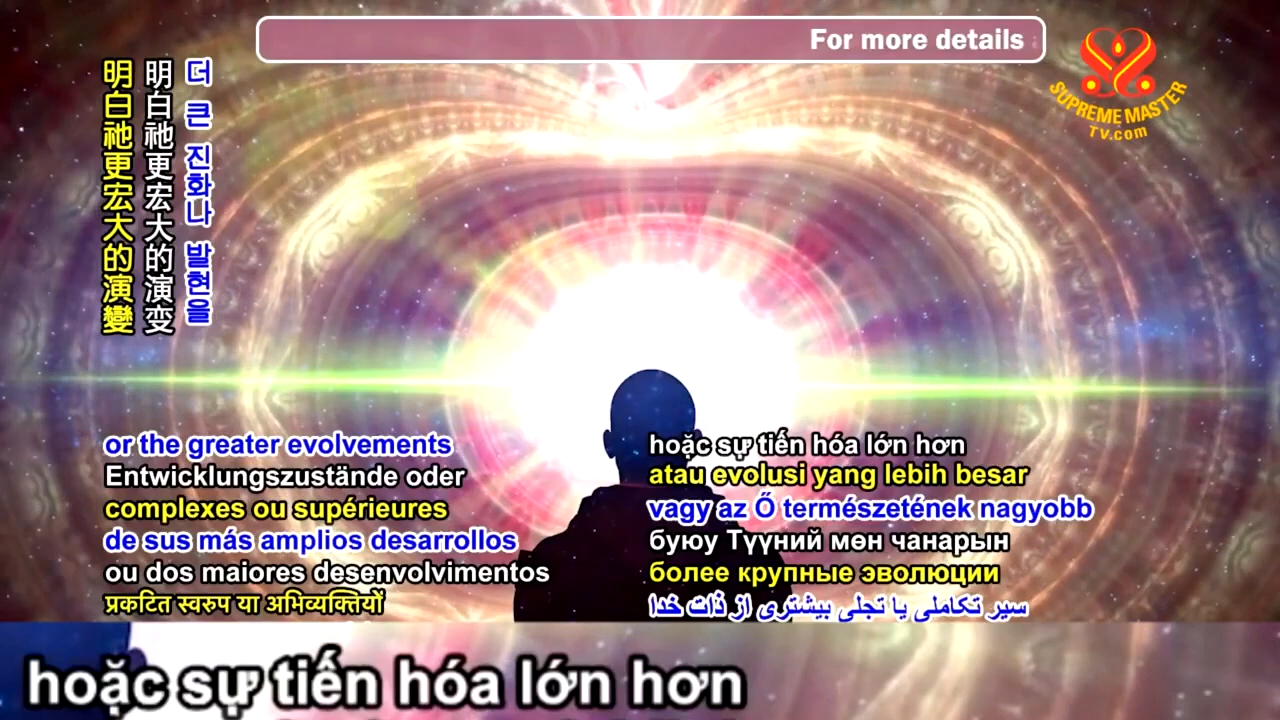 For more details
SUPREME MASTER
TV.com
더 큰 진화나 발현을
明白祂更宏大的演变
明白祂更宏大的演變
or the greater evolvements
Entwicklungszustände oder
complexes ou supérieures
de sus más amplios desarrollos
ou dos maiores desenvolvimentos
प्रकटित स्वरुप या अभिव्यक्तियों
hoặc sự tiến hóa lớn hơn
atau evolusi yang lebih besar
vagy az Ő természetének nagyobb
буюу Түүний мөн чанарын
более крупные эволюции
سیر تکاملی یا تجلی بیشتری از ذات خدا
hoặc sự tiến hóa lớn hơn